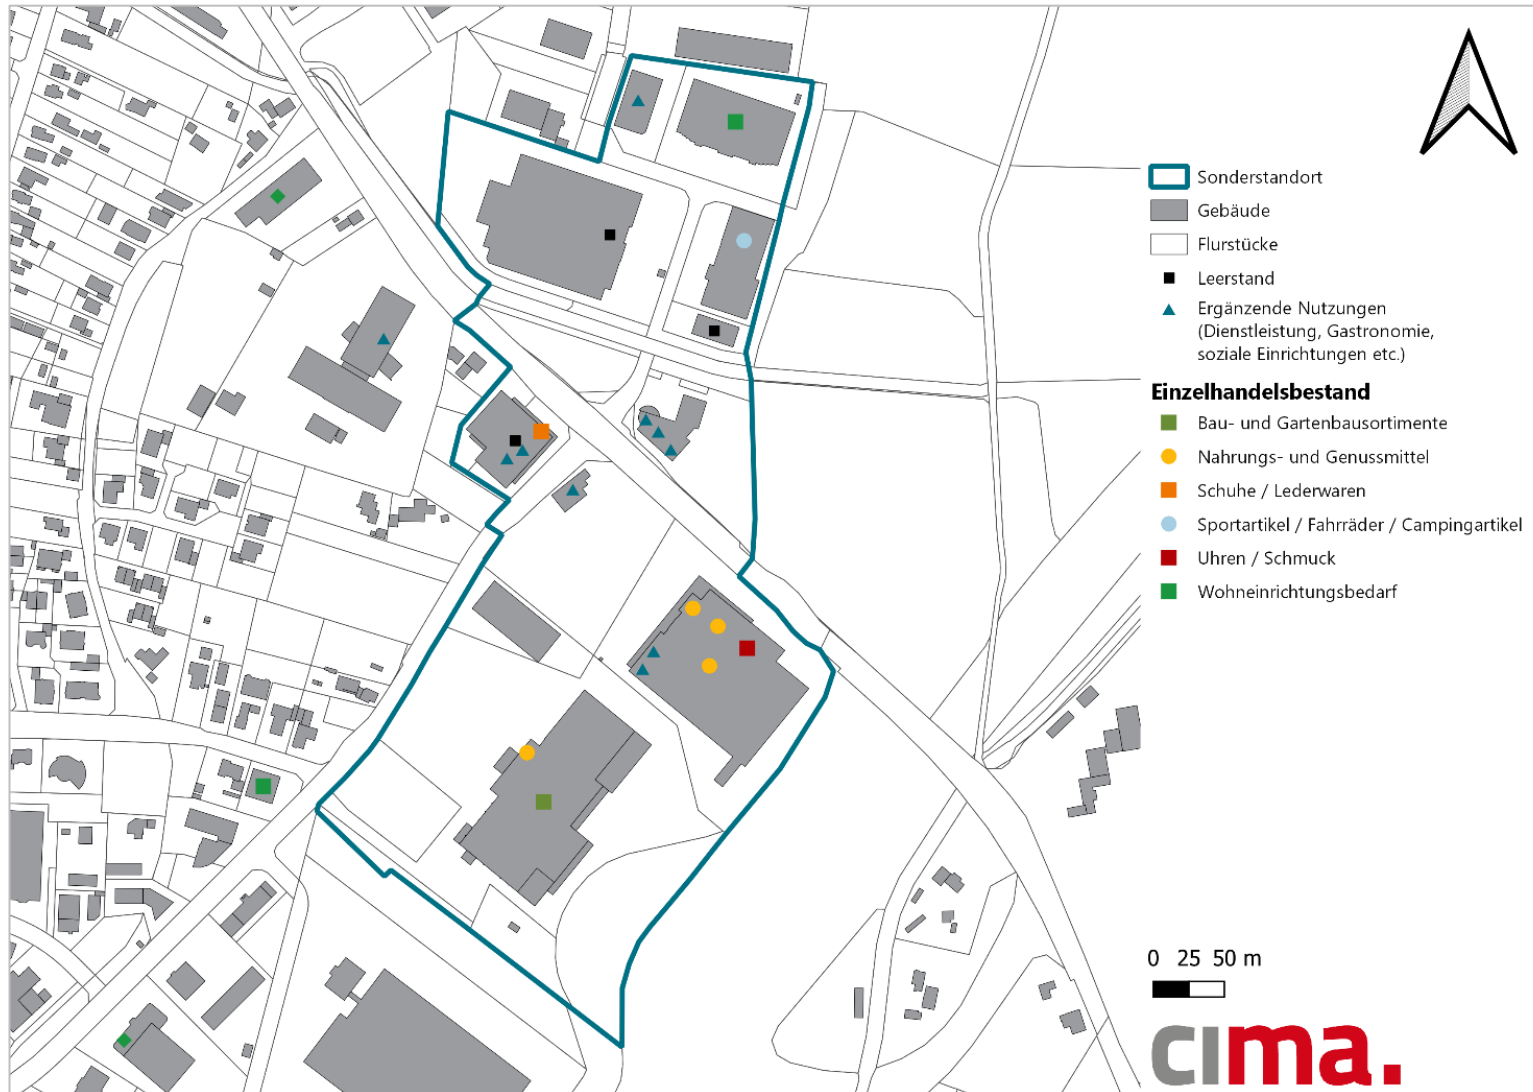 Sonderstandort
Gebäude
Flurstücke
Leerstand
Ergänzende Nutzungen
(Dienstleistung, Gastronomie,
soziale Einrichtungen etc.)
Einzelhandelsbestand
Bau- und Gartenbausortimente
Nahrungs- und Genussmittel
Schuhe / Lederwaren
Sportartikel / Fahrräder / Campingartikel
Uhren / Schmuck
Wohneinrichtungsbedarf
0 25 50 m
cima.